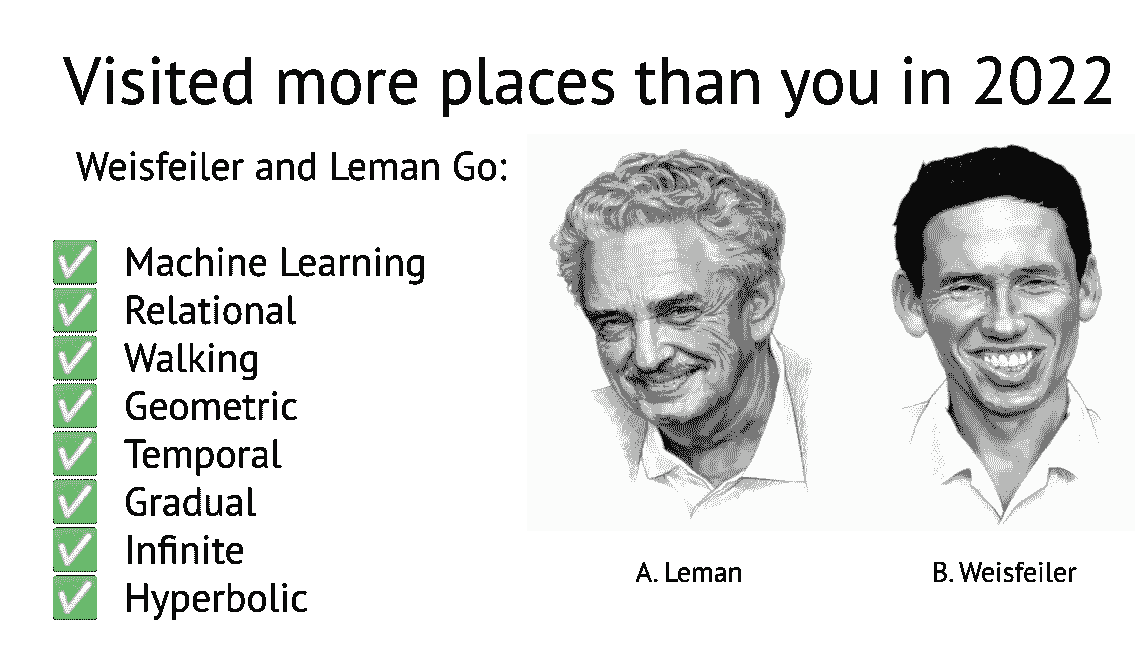 Visited more places than you in 2022
Weisfeiler and Leman Go:
Machine Learning
Relational
Walking
Geometric
Temporal
Gradual
Infinite
Hyperbolic
A. Leman
B. Weisfeiler